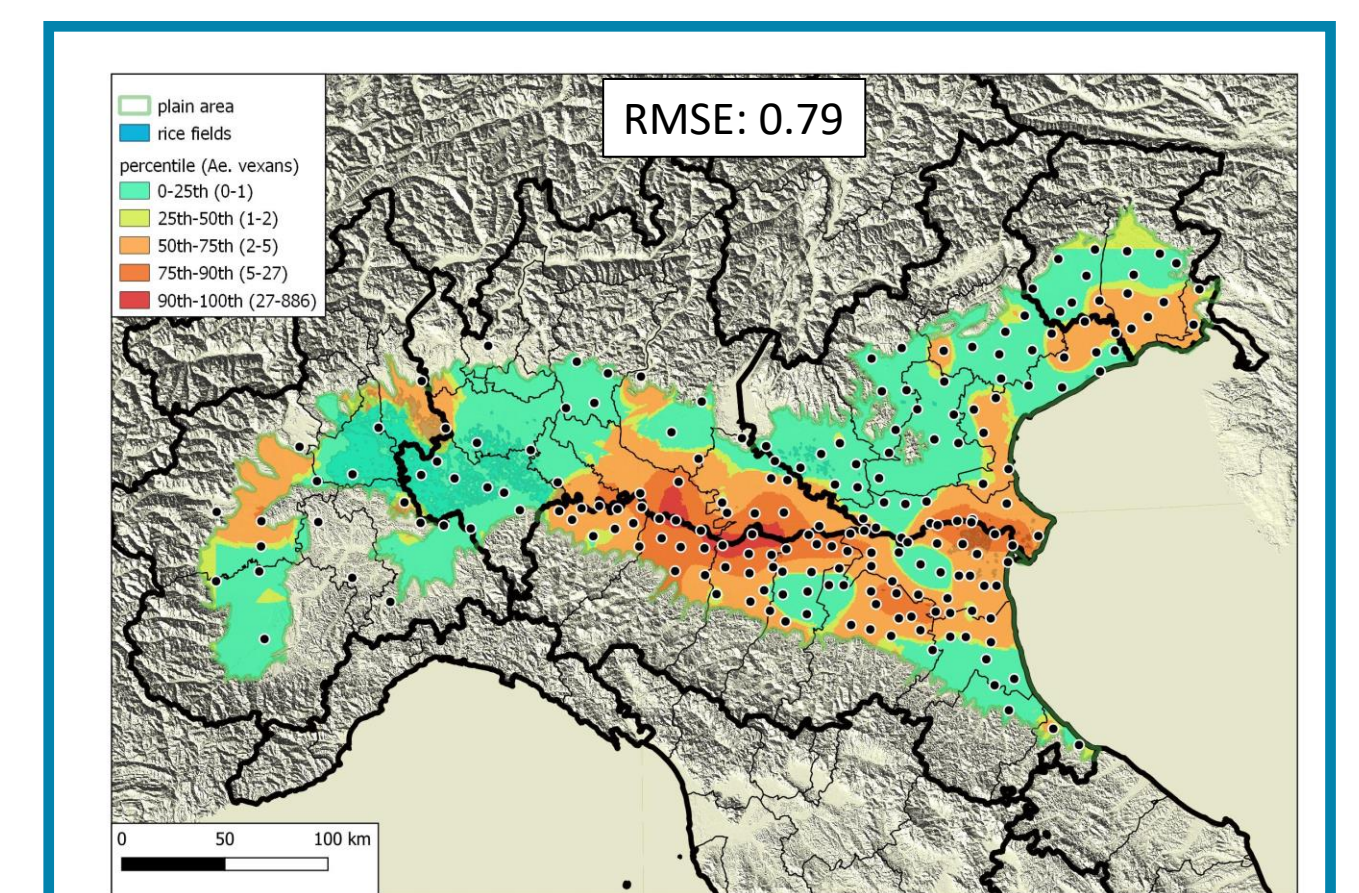 RMSE: 0.79
plain area
rice fields
percentile (Ae. vexans)
0-25th (0-1)
25th-50th (1-2)
50th-75th (2-5)
75th-90th (5-27)
90th-100th (27-886)
0 50 100 km